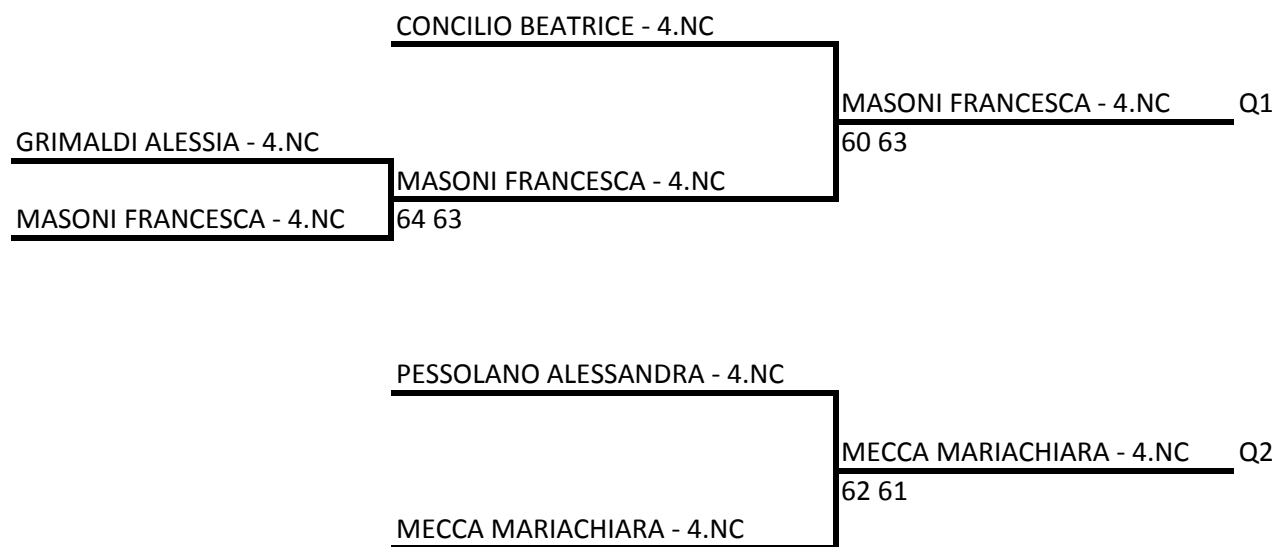 CONCILIO BEATRICE - 4.NC
MASONI FRANCESCA - 4.NC Q1
GRIMALDI ALESSIA - 4.NC 60 63
MASONI FRANCESCA - 4.NC
MASONI FRANCESCA - 4.NC 64 63
PESSOLANO ALESSANDRA - 4.NC
MECCA MARIACHIARA - 4.NC Q2
62 61
MECCA MARIACHIARA - 4.NC